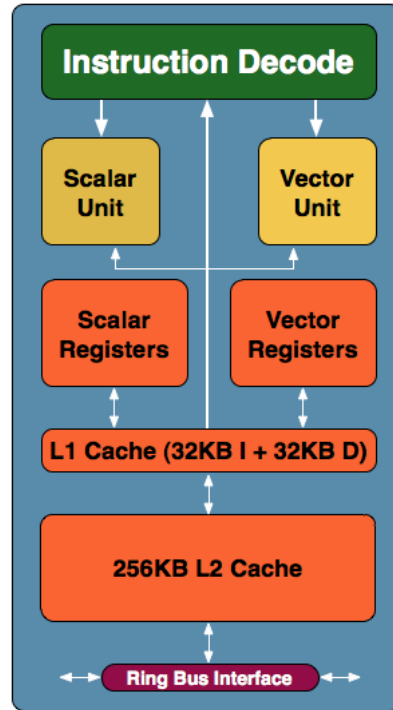 Instruction Decode
Scalar
Unit
Vector
Unit
Scalar
Registers
Vector
Registers
L1 Cache (32KB I + 32KB D)
256KB L2 Cache
Ring Bus Interface